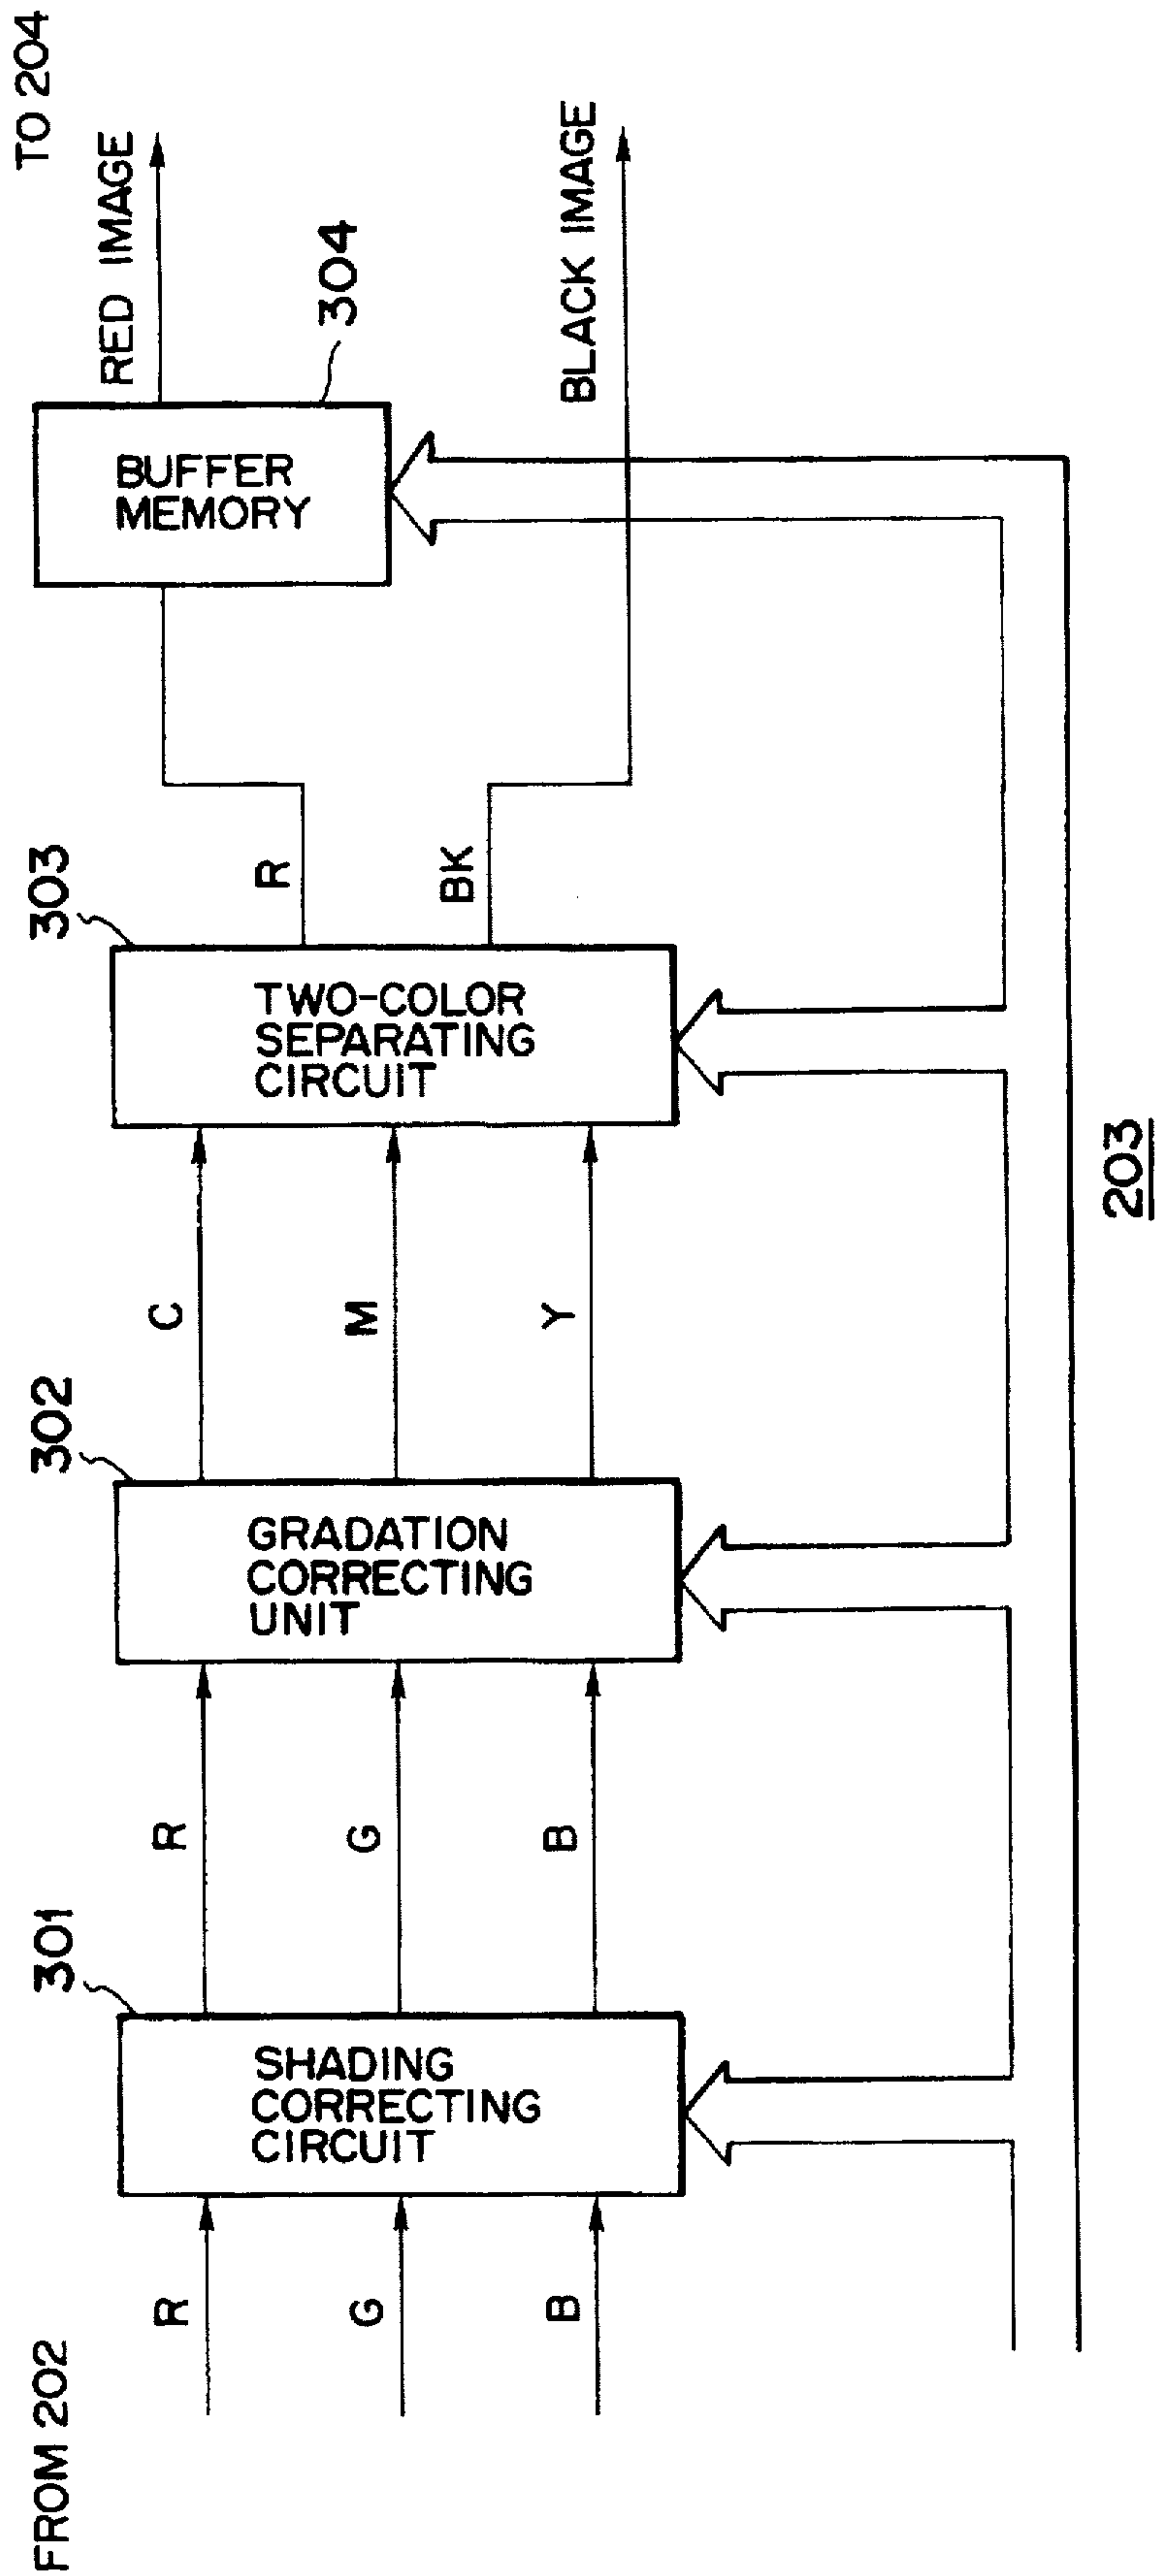 FROM 202
TO 204
R
G
B
301
SHADING
CORRECTING
CIRCUIT
R
G
B
302
GRADATION
CORRECTING
UNIT
C
M
Y
303
TWO-COLOR
SEPARATING
CIRCUIT
R
BK
BUFFER
MEMORY
304
RED IMAGE
BLACK IMAGE
203